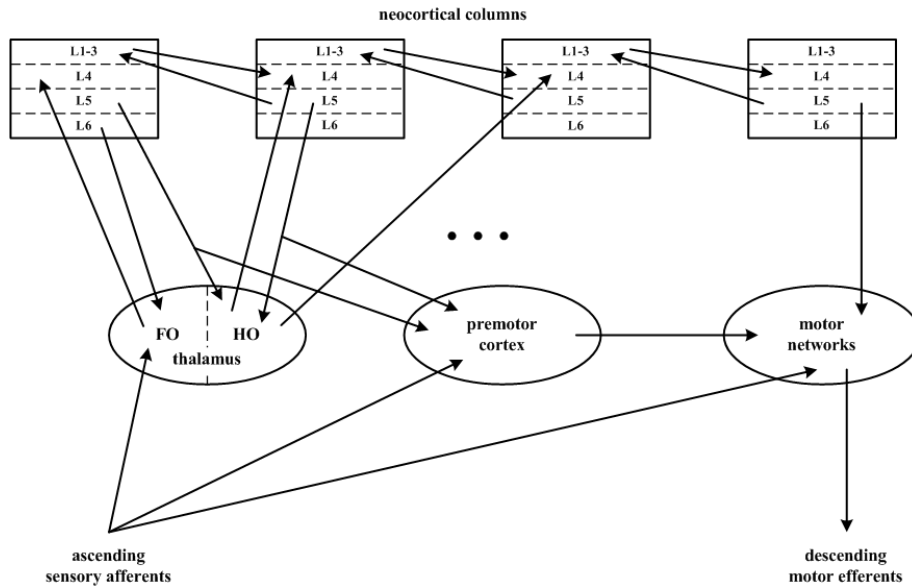 neocortical columns
L1-3
L4
L5
L6
L1-3
L4
L5
L6
L1-3
L4
L5
L6
L1-3
L4
L5
L6
FO
HO
thalamus
premotor
cortex
motor
networks
ascending
sensory afferents
descending
motor efferents